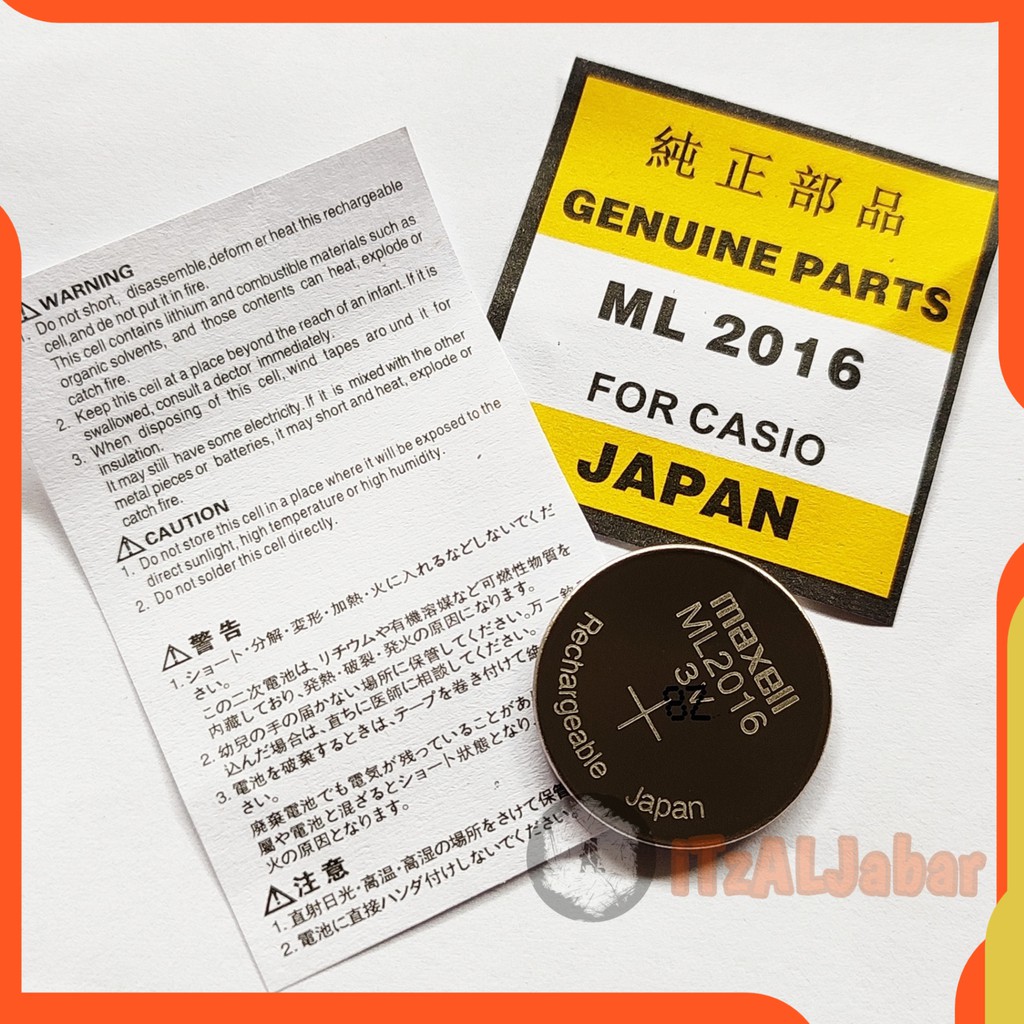 WARNING
1. Do not short, disassemble,deform er heat this rechargeable
cell,and de not put it in fire.
This cell contains lithium and combustible materials such as
organic solvents, and those contents can heat, explode or
catch fire.
2. Keep this cell at a place beyond the reach of an infant. If it is
swallowed, consult a dector immediately.
3. When disposing of this cell, wind tapes aro und it for
insulation.
It may still have some electricity. If it is mixed with the other
metal pieces or batteries, it may short and heat, explode or
catch fire.
CAUTION
1. Do not store this cell in a place where it will be exposed to the
direct sunlight, high temperature or high humidity.
2. Do not solder this cell directly.
警告
1. ショート・分解・変形・加熱・火に入れるなどしないでくだ
さい。
この二次電池は、リチウムや有機溶媒など可燃性物質を
内蔵しており、発熱・破裂・発火の原因になります。
2. 幼児の手の届かない場所に保管してください。万一
込んだ場合は、直ちに医師に相談してください。
3. 電池を破棄するときは、テープを巻き付けて
さい。
廃棄電池でも電気が残っていることがあ
属や電池と混ざるとショート状態となり、
火の原因となります。
注意
1. 直射日光・高温・高湿の場所をさけて保管
2. 電池に直接ハンダ付けしないでください。
純正部品
GENUINE PARTS
ML 2016
FOR CASIO
JAPAN
maxell
ML2016
3V
8Z
Rechargeable
Japan
ITzALJabar